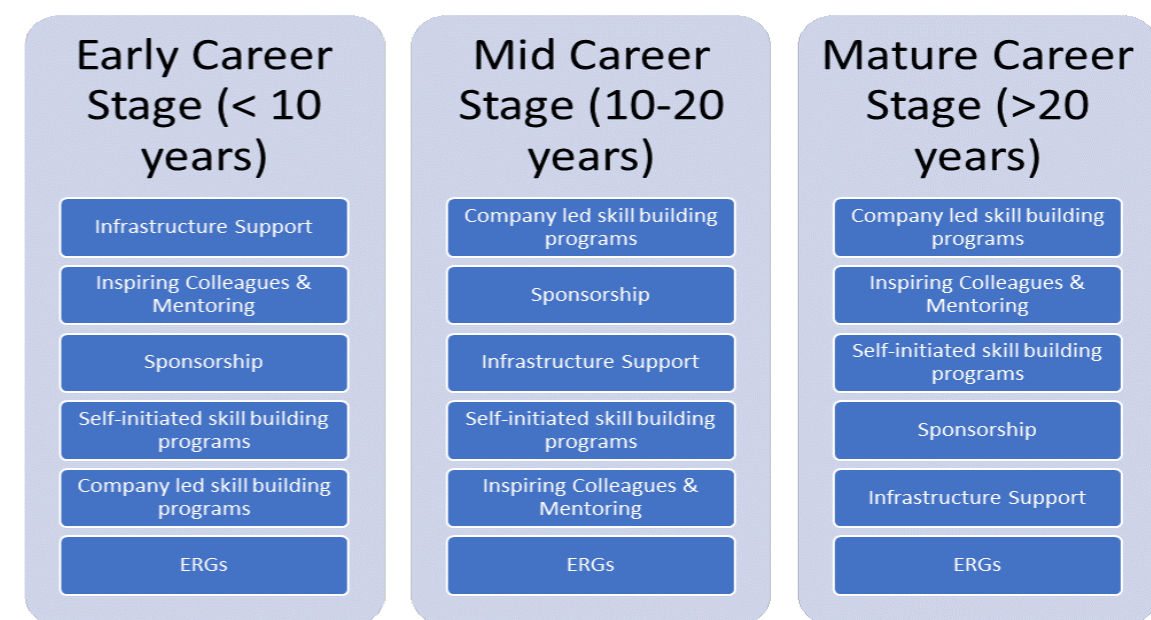 Early Career
Stage (< 10
years)
Infrastructure Support
Inspiring Colleagues &
Mentoring
Sponsorship
Self-initiated skill building
programs
Company led skill building
programs
ERGs
Mid Career
Stage (10-20
years)
Company led skill building
programs
Sponsorship
Infrastructure Support
Self-initiated skill building
programs
Inspiring Colleagues &
Mentoring
ERGs
Mature Career
Stage (>20
years)
Company led skill building
programs
Inspiring Colleagues &
Mentoring
Self-initiated skill building
programs
Sponsorship
Infrastructure Support
ERGs